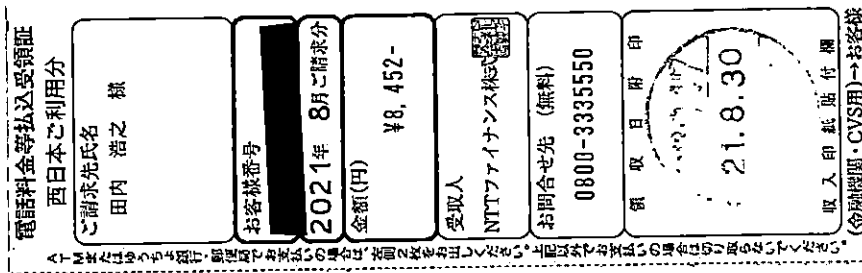 電話料金等払込受領証
西日本ご利用分
ご請求先氏名
田内 浩之 様
お客様番号
2021年 8月ご請求分
金額(円)
¥8,452-
受取人
NTTファイナンス株式会社
お問合せ先 (無料)
0800-3335550
領収日附印
21.8.30
収入印紙貼付欄
(金融機関・CVS用)→お客様
ATMまたはゆうちょ銀行・郵便局でお支払いの場合は、左側2枚をお出しください。上記以外でお支払いの場合は切り取らないでください。